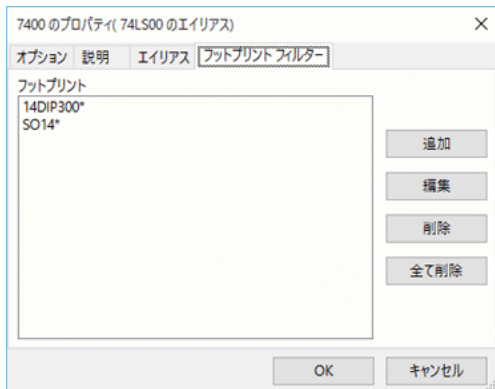 7400 のプロパティ( 74LS00 のエイリアス)
オプション 説明 エイリアス フットプリント フィルター
フットプリント
14DIP300*
SO14*
追加
編集
削除
全て削除
OK キャンセル